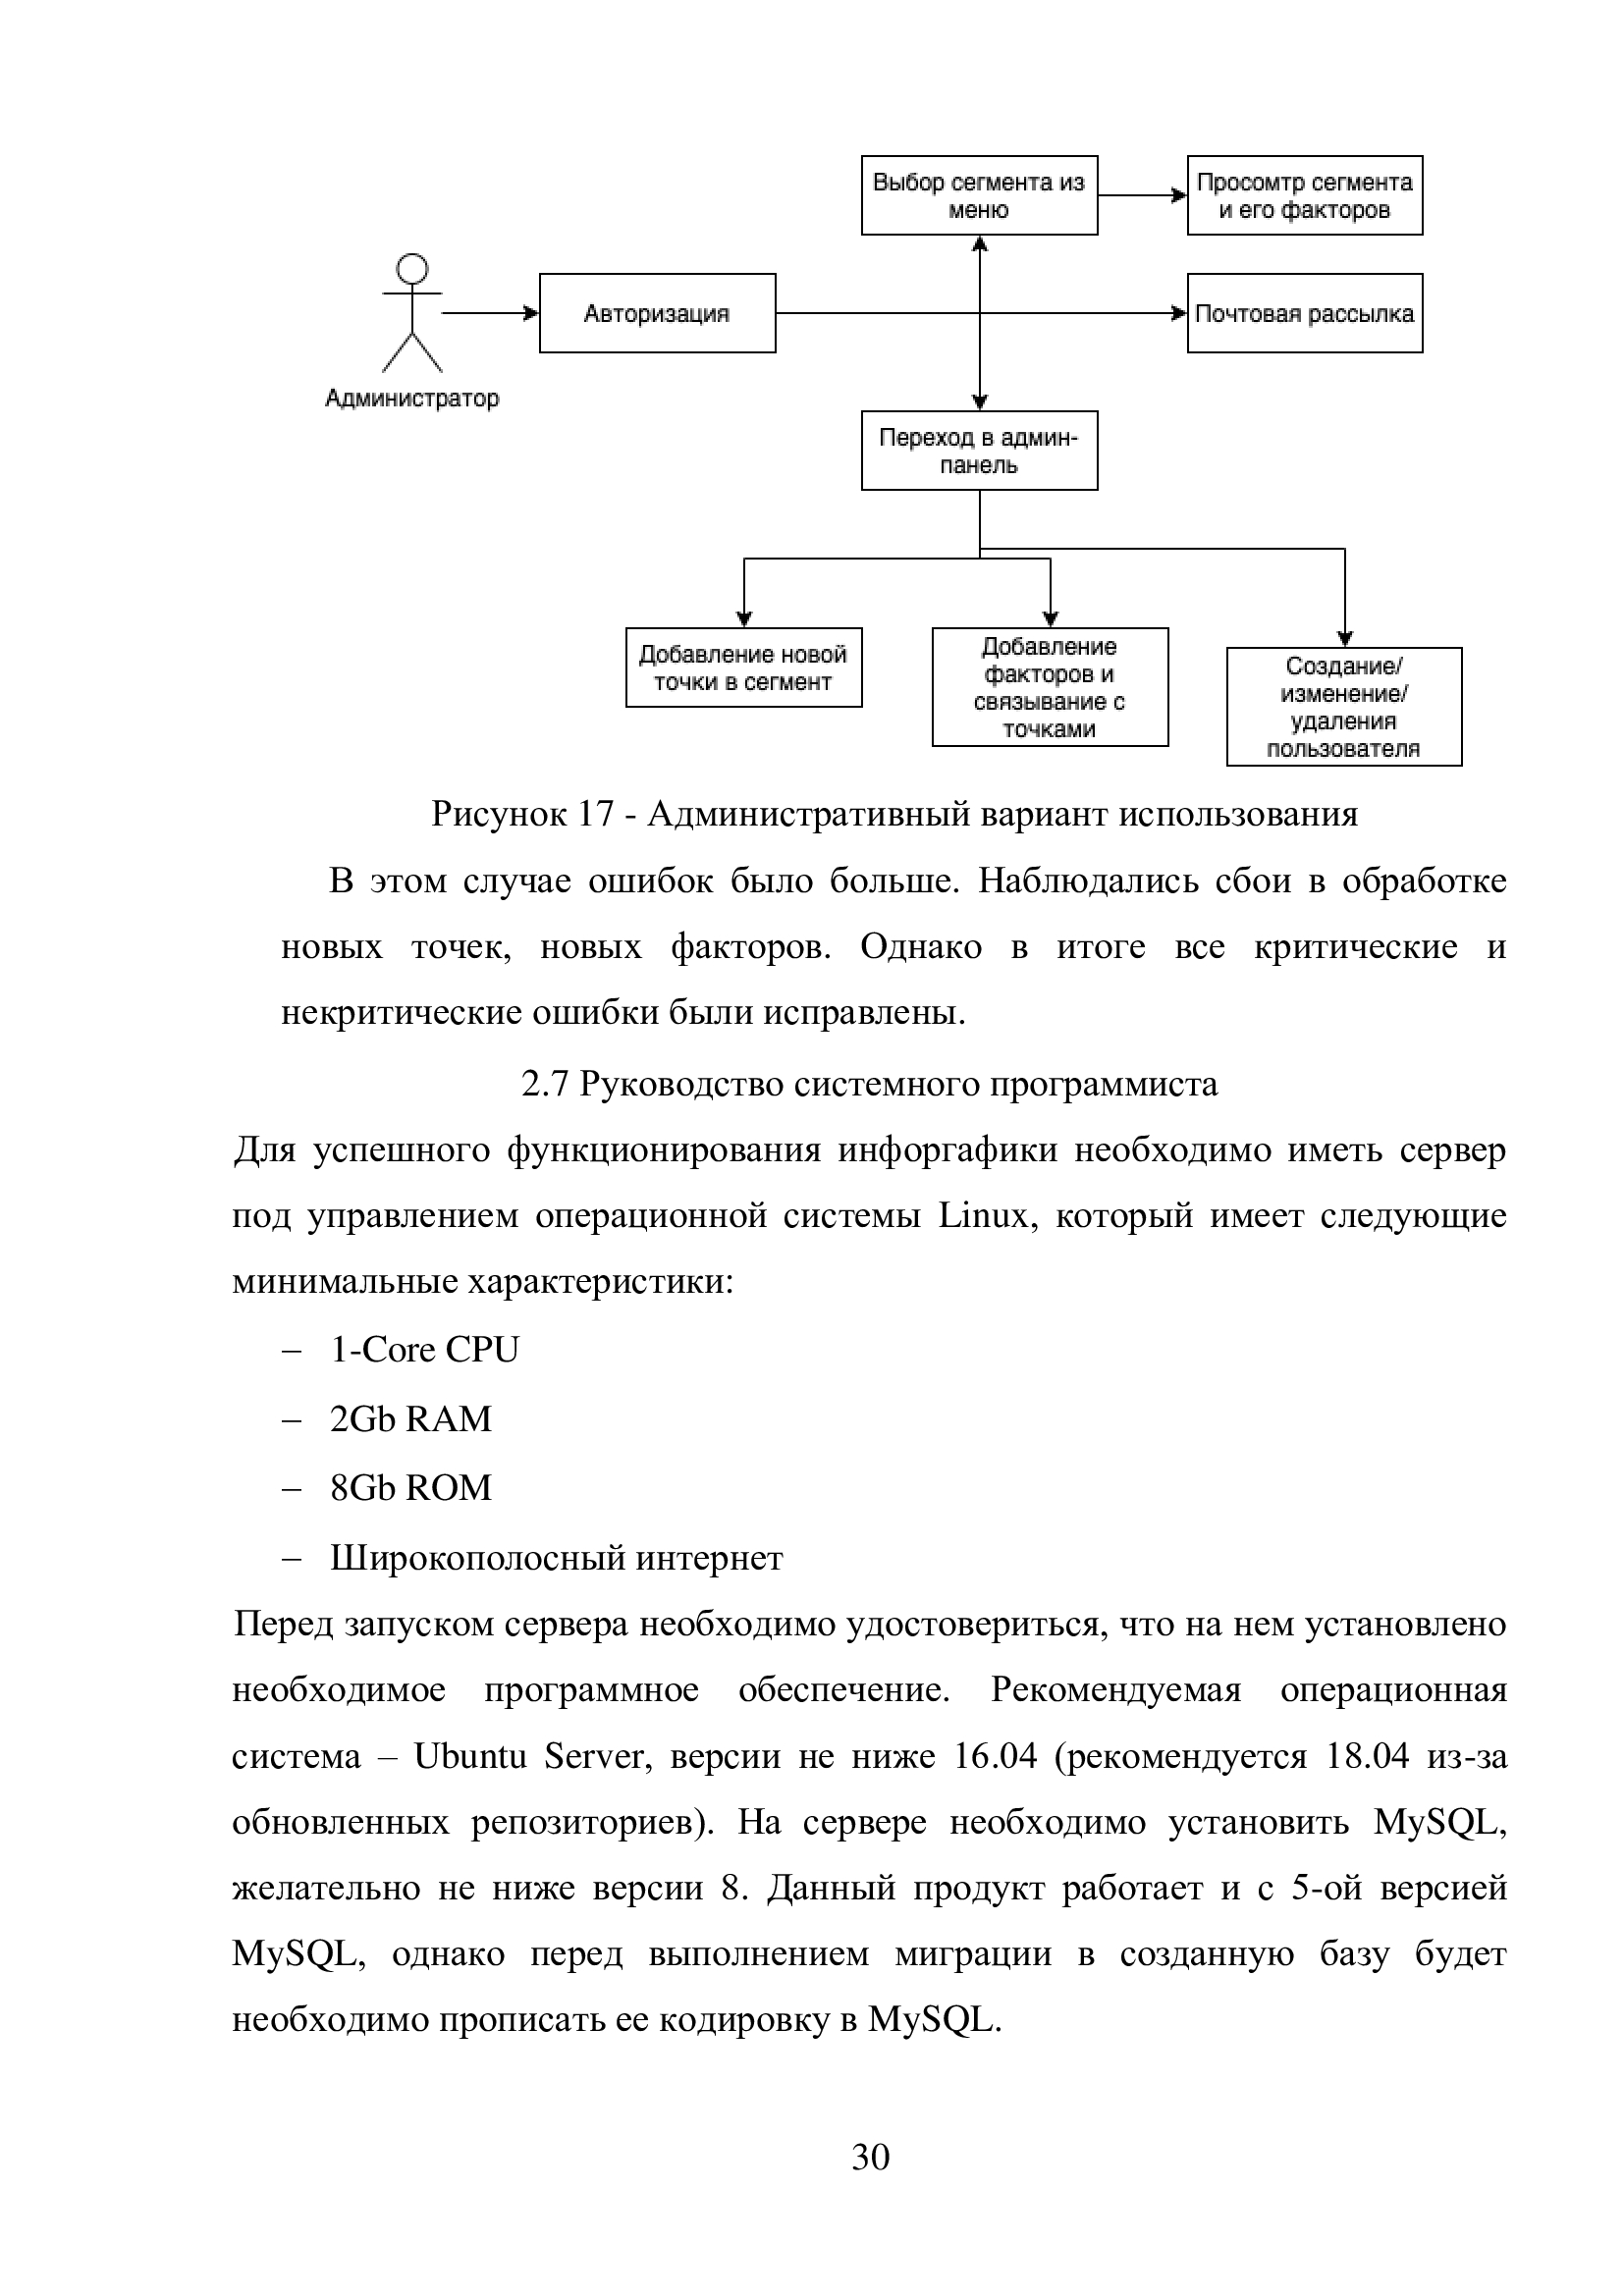 Выбор сегмента из
меню
Просомтр сегмента
и его факторов
Администратор
Авторизация
Почтовая рассылка
Переход в админ-
панель
Добавление новой
точки в сегмент
Добавление
факторов и
связывание с
точками
Создание/
изменение/
удаления
пользователя
Рисунок 17 - Административный вариант использования
В этом случае ошибок было больше. Наблюдались сбои в обработке
новых точек, новых факторов. Однако в итоге все критические и
некритические ошибки были исправлены.
2.7 Руководство системного программиста
Для успешного функционирования инфоргафики необходимо иметь сервер
под управлением операционной системы Linux, который имеет следующие
минимальные характеристики:
– 1-Core CPU
– 2Gb RAM
– 8Gb ROM
– Широкополосный интернет
Перед запуском сервера необходимо удостовериться, что на нем установлено
необходимое программное обеспечение. Рекомендуемая операционная
система – Ubuntu Server, версии не ниже 16.04 (рекомендуется 18.04 из-за
обновленных репозиториев). На сервере необходимо установить MySQL,
желательно не ниже версии 8. Данный продукт работает и с 5-ой версией
MySQL, однако перед выполнением миграции в созданную базу будет
необходимо прописать ее кодировку в MySQL.
30